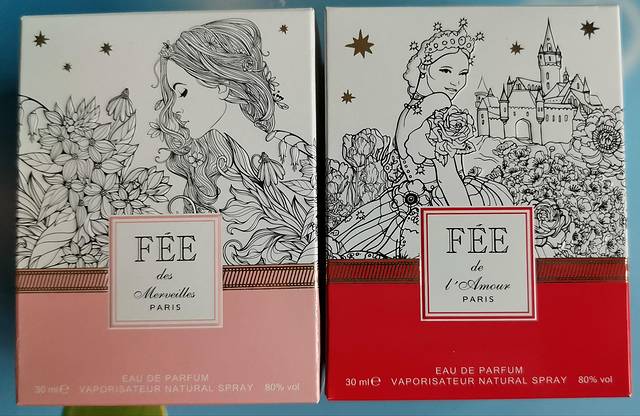 FÉE
des
Merveilles
PARIS
EAU DE PARFUM
30 ml℮ VAPORISATEUR NATURAL SPRAY 80% vol
FÉE
de
l'Amour
PARIS
EAU DE PARFUM
30 ml℮ VAPORISATEUR NATURAL SPRAY 80% vol